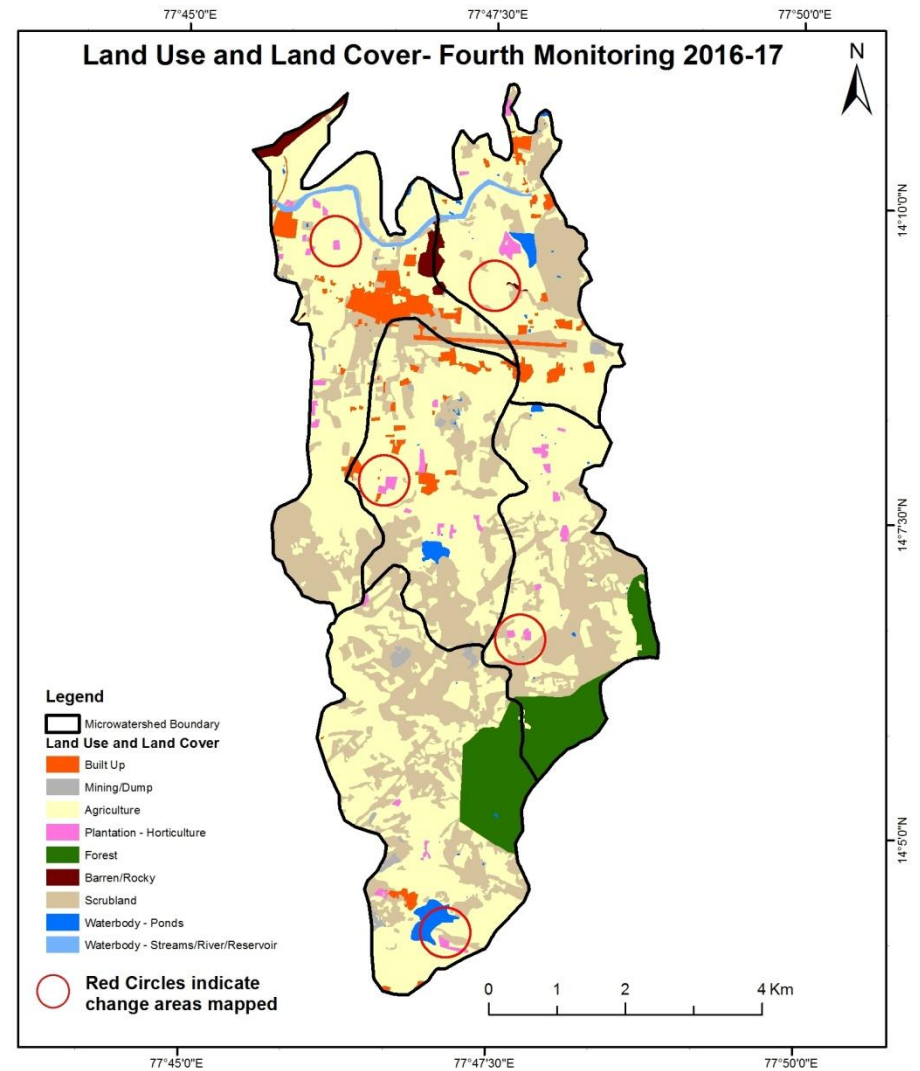 77°45'0"E
77°47'30"E
77°50'0"E
Land Use and Land Cover- Fourth Monitoring 2016-17
N
14°10'0"N
14°7'30"N
14°5'0"N
Legend
Microwatershed Boundary
Land Use and Land Cover
Built Up
Mining/Dump
Agriculture
Plantation - Horticulture
Forest
Barren/Rocky
Scrubland
Waterbody - Ponds
Waterbody - Streams/River/Reservoir
Red Circles indicate
change areas mapped
0 1 2 4 Km
77°45'0"E
77°47'30"E
77°50'0"E